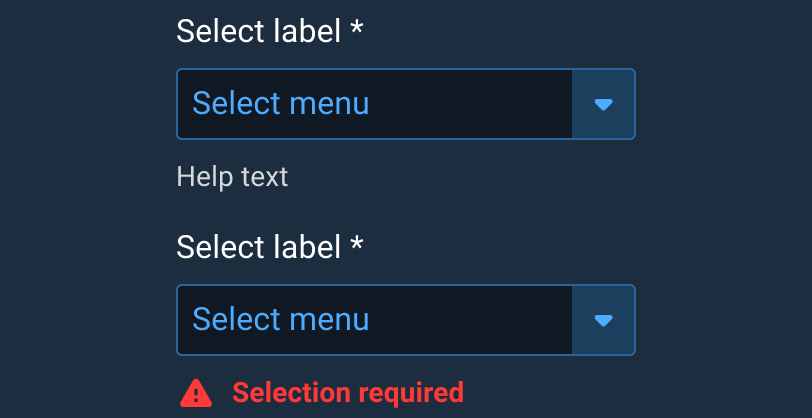 Select label *
Select menu
Help text
Select label *
Select menu
Selection required